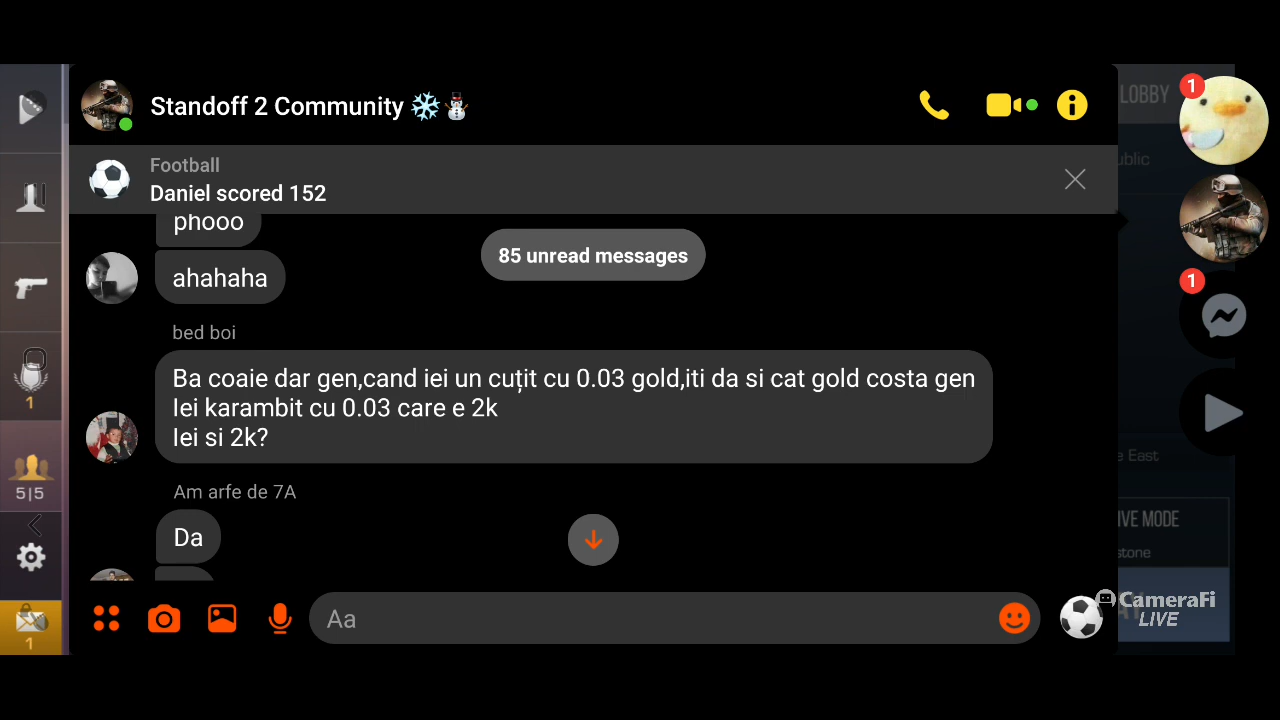 Standoff 2 Community ❄️☃️
Football
Daniel scored 152
phooo
85 unread messages
ahahaha
bed boi
Ba coaie dar gen,cand iei un cuțit cu 0.03 gold,iti da si cat gold costa gen
Iei karambit cu 0.03 care e 2k
Iei si 2k?
Am arfe de 7A
Da
Aa
1
5|5
1
LOBBY
1
ublic
1
e East
IVE MODE
stone
CameraFi
LIVE